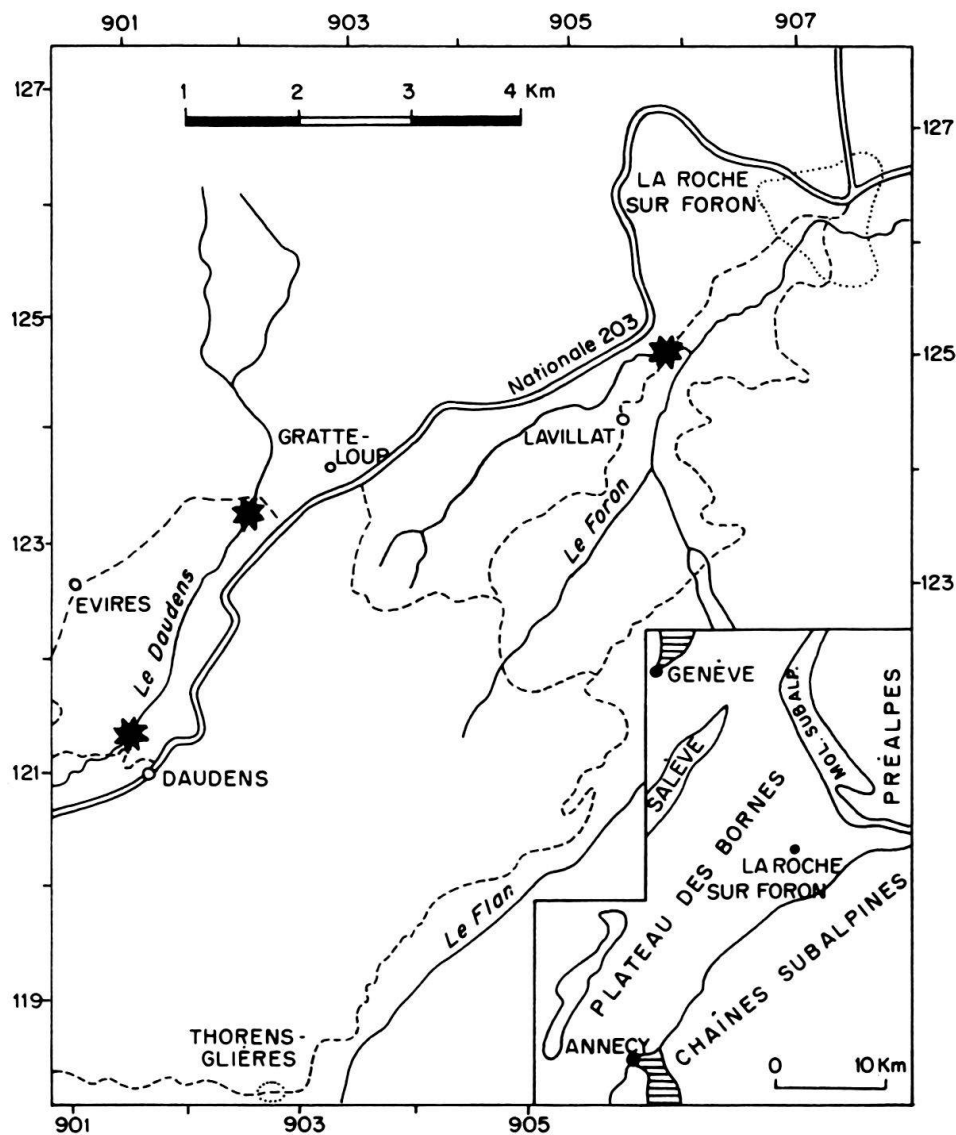 901 903 905 907
127
1 2 3 4 Km
127
LA ROCHE
SUR FORON
125
Nationale 203
125
GRATTE-
LOUP
LAVILLAT
Le Foron
123
EVIRES
Le Daudens
123
GENÈVE
MOL. SUBALP.
PRÉALPES
SALÈVE
121
DAUDENS
PLATEAU DES BORNES
LA ROCHE
SUR FORON
Le Flan
CHAÎNES SUBALPINES
119
THORENS-
GLIÈRES
ANNECY
0 10 Km
901 903 905